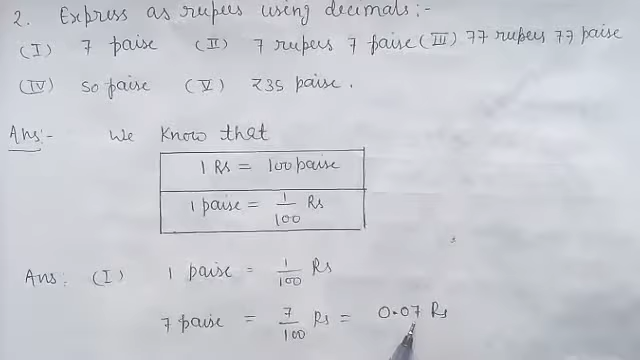 2. Express as rupees using decimals:-
(I) 7 paise (II) 7 rupees 7 paise (III) 77 rupees 77 paise
(IV) 50 paise (V) 235 paise.
Ans:- We know that
1 Rs = 100 paise
1 paise = 1/100 Rs
Ans: (I) 1 paise = 1/100 Rs
7 paise = 7/100 Rs = 0.07 Rs